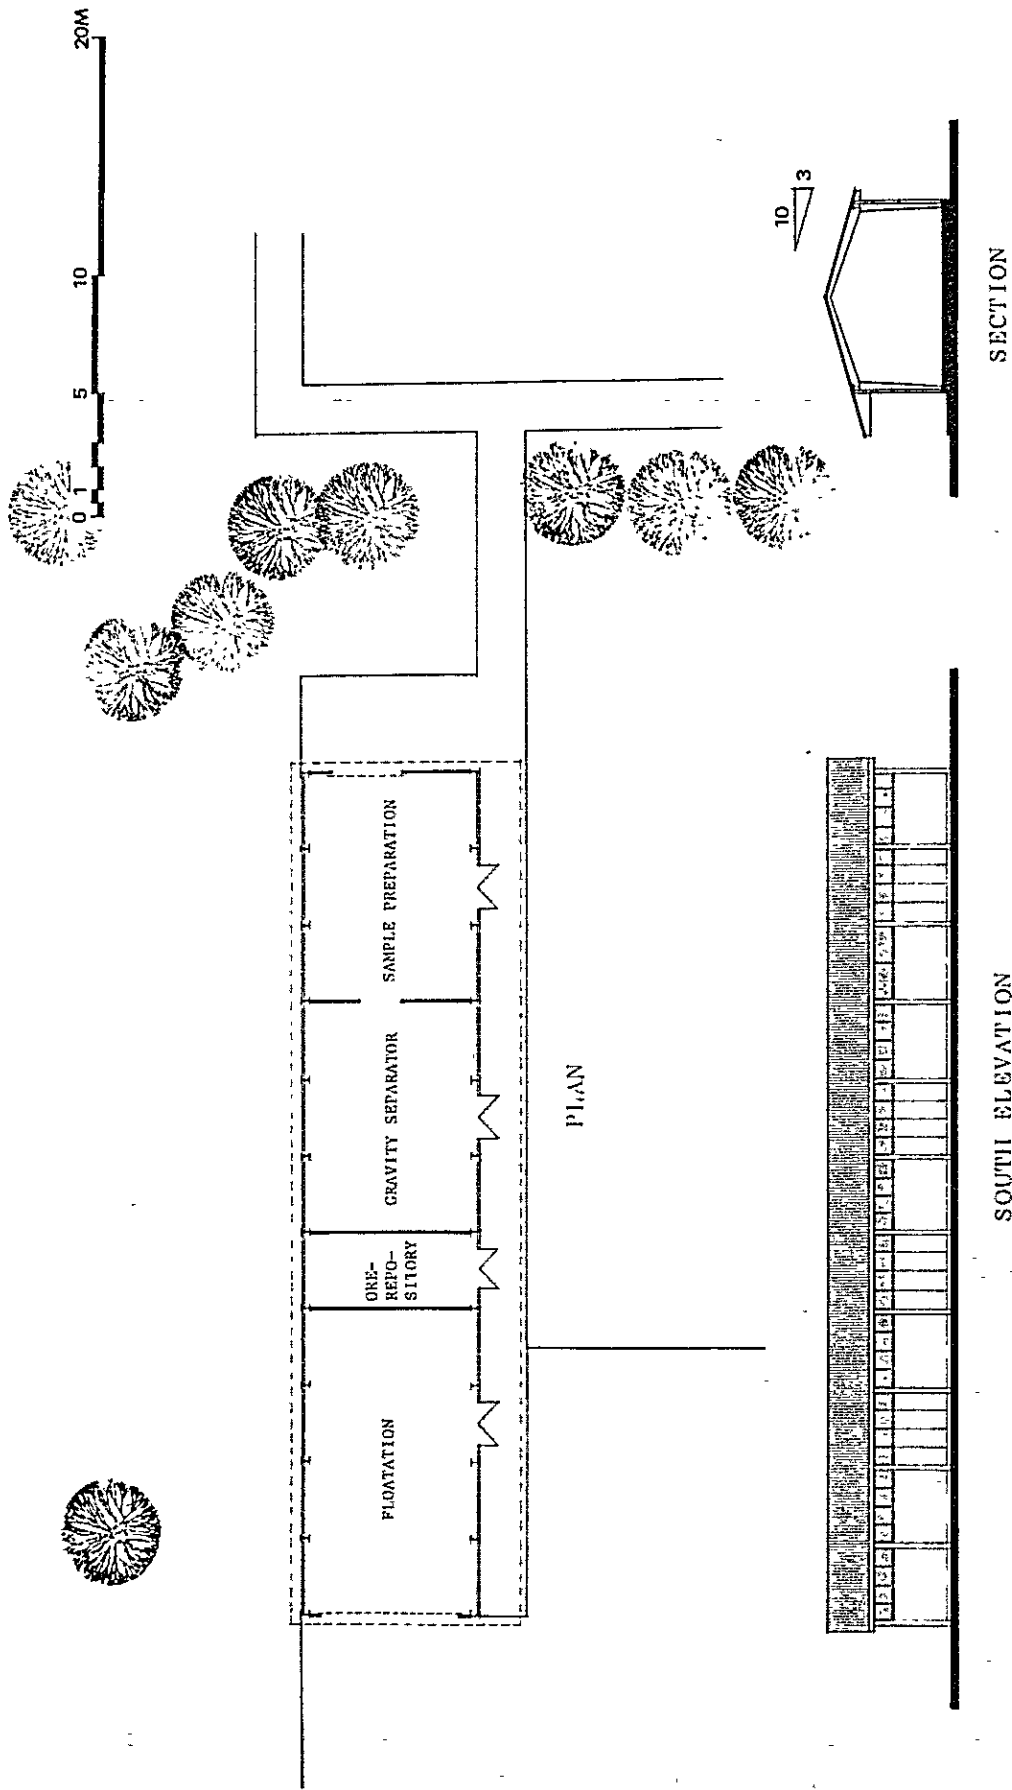 0 1 5 10 20M
FLOATATION
ORE-
REPO-
SITORY
GRAVITY SEPARATOR
SAMPLE PREPARATION
PLAN
10
3
SOUTH ELEVATION
SECTION